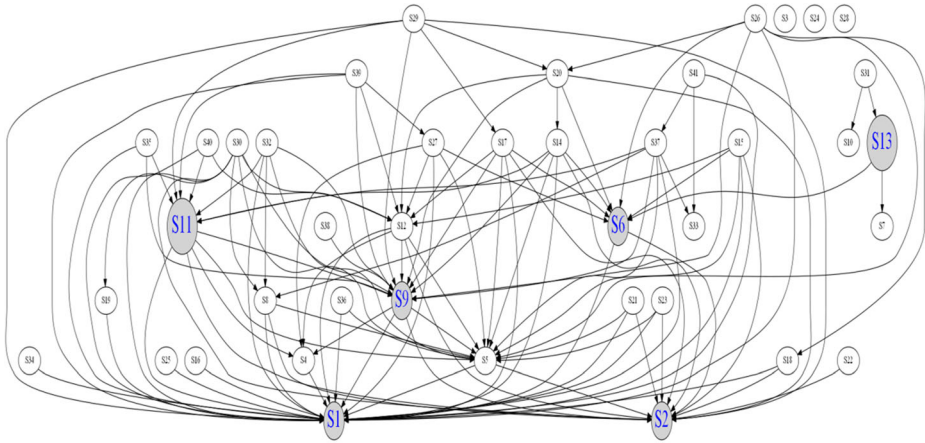 S29 S26 S3 S24 S28
S39 S20 S41 S31
S35 S40 S30 S32 S27 S17 S14 S37 S15 S10 S13
S11 S38 S12 S6 S33 S7
S19 S8 S36 S9 S21 S23
S34 S25 S16 S4 S5 S18 S22
S1 S2